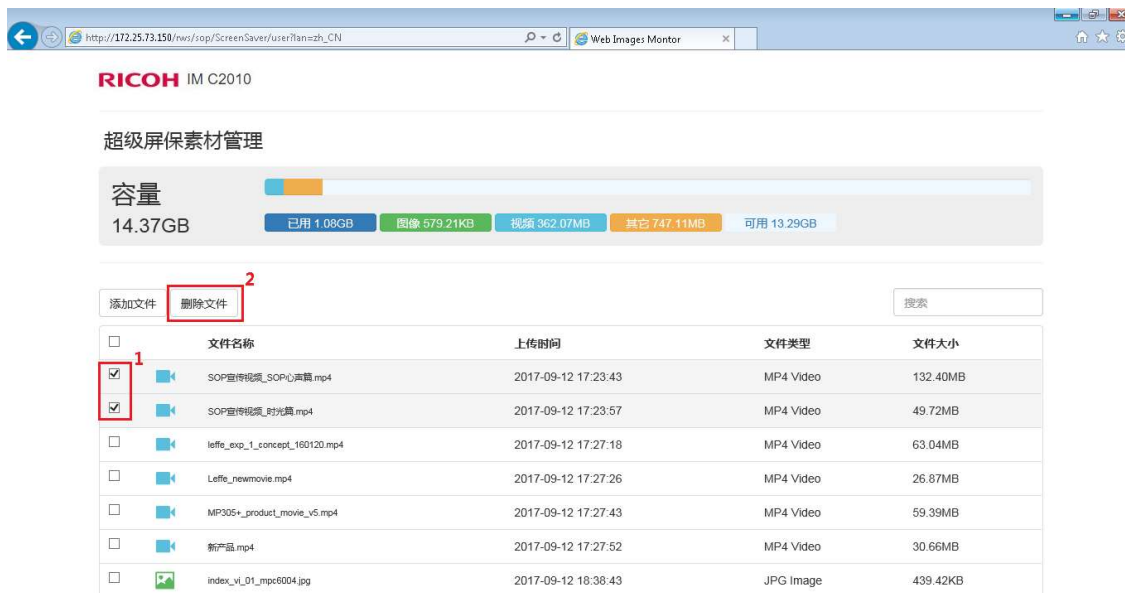 http://172.25.73.150/rws/sop/ScreenSaver/user?lan=zh_CN
Web Images Montor
RICOH IM C2010
超级屏保素材管理
容量
14.37GB
已用 1.08GB 图像 579.21KB 视频 362.07MB 其它 747.11MB 可用 13.29GB
2
添加文件 删除文件 搜索
文件名称 上传时间 文件类型 文件大小
1
SOP宣传视频_SOP心声篇.mp4 2017-09-12 17:23:43 MP4 Video 132.40MB
SOP宣传视频_时光篇.mp4 2017-09-12 17:23:57 MP4 Video 49.72MB
leffe_exp_1_concept_160120.mp4 2017-09-12 17:27:18 MP4 Video 63.04MB
Leffe_newmovie.mp4 2017-09-12 17:27:26 MP4 Video 26.87MB
MP305+_product_movie_v5.mp4 2017-09-12 17:27:43 MP4 Video 59.39MB
新产品.mp4 2017-09-12 17:27:52 MP4 Video 30.66MB
index_vi_01_mpc6004.jpg 2017-09-12 18:38:43 JPG Image 439.42KB